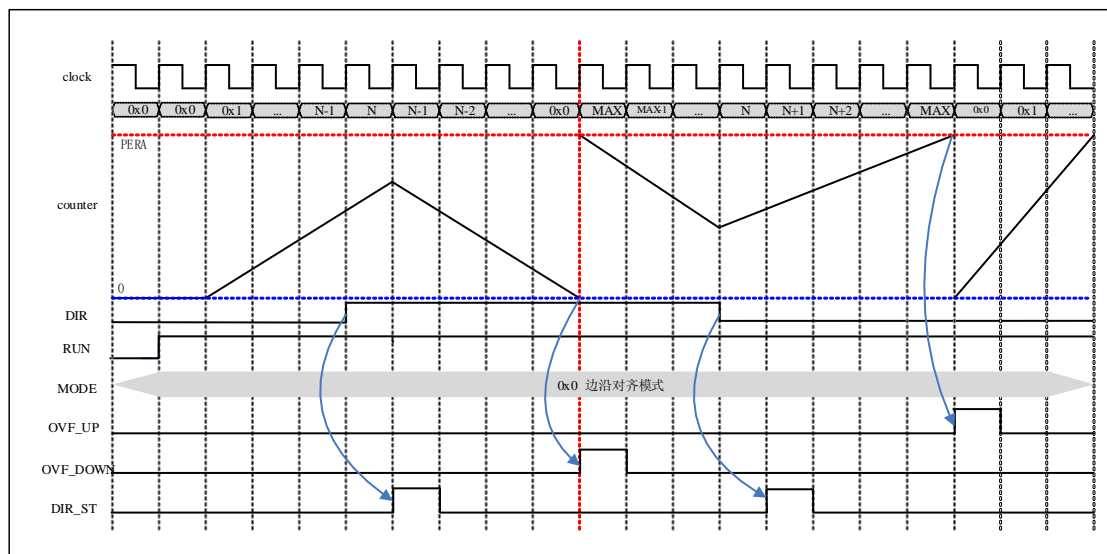 clock
0x0 0x0 0x1 ... N-1 N N-1 N-2 ... 0x0 MAX MAX-1 ... N N+1 N+2 ... MAX 0x0 0x1 ...
PERA
counter
0
DIR
RUN
MODE 0x0 边沿对齐模式
OVF_UP
OVF_DOWN
DIR_ST